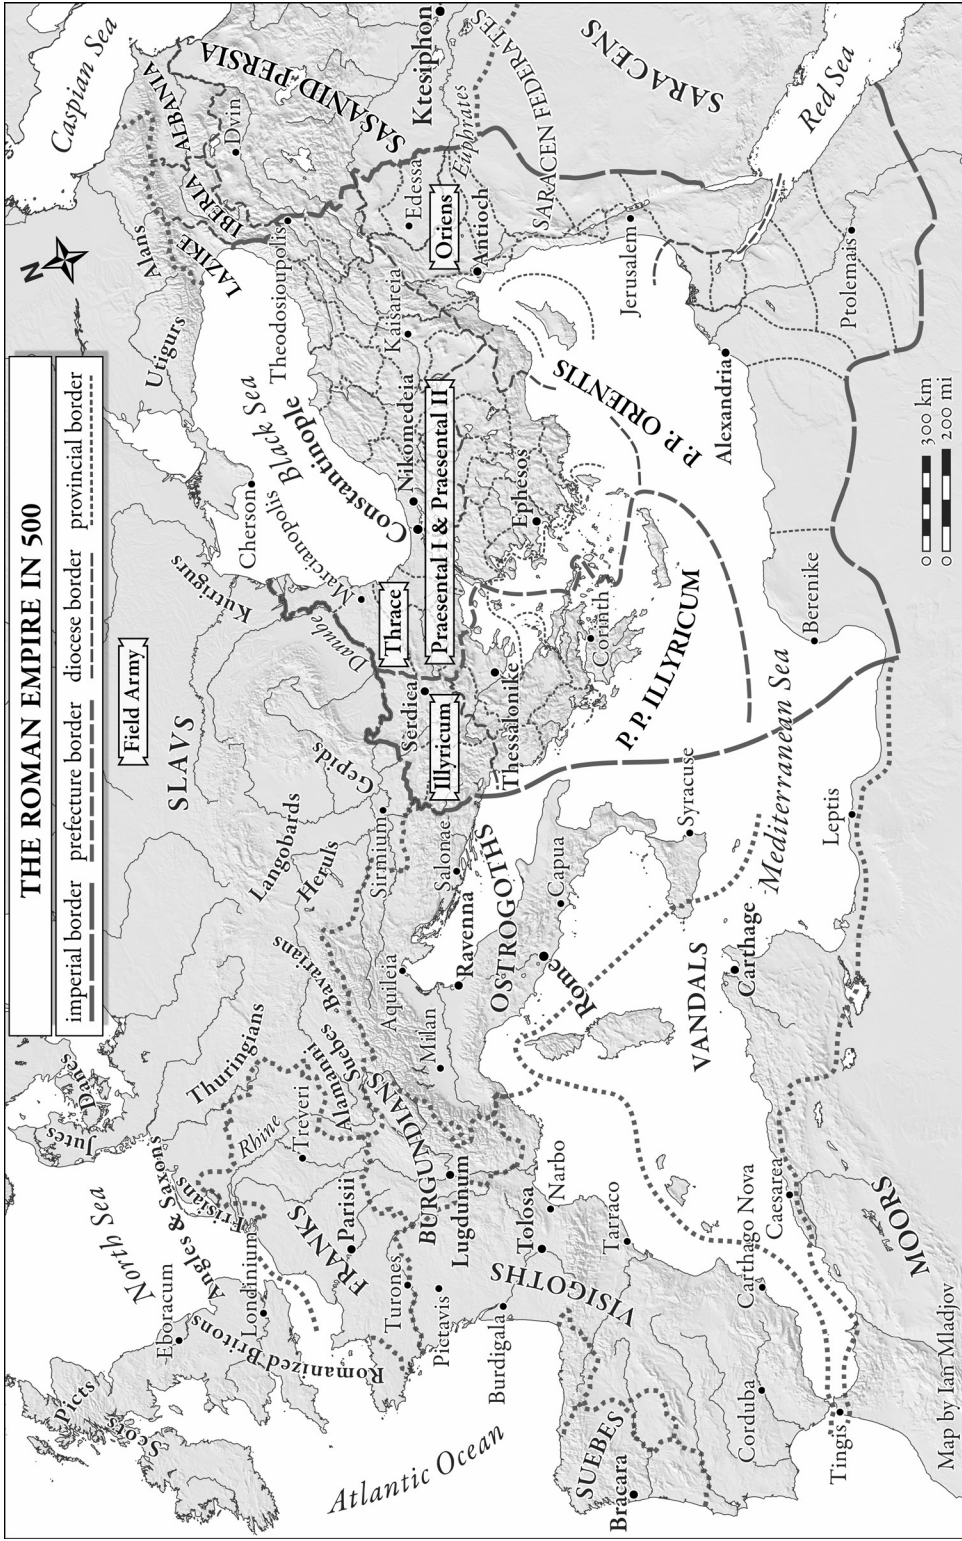 THE ROMAN EMPIRE IN 500
imperial border
prefecture border
diocese border
provincial border
Field Army
N
Picts
Scots
Eboracum
Romanized Britons
Londinium
Angles & Saxons
North Sea
Jutes
Danes
Frisians
Atlantic Ocean
Rhine
Thuringians
Treveri
FRANKS
Parisii
Turones
Pictavis
Burdigala
Alamanni
Suebes
Bavarians
BURGUNDIANS
Lugdunum
Tolosa
Narbo
VISIGOTHS
Tarraco
SUEBES
Bracara
Corduba
Carthago Nova
Tingis
Caesarea
MOORS
Langobards
Heruls
Gepids
SLAVS
Kutrigurs
Utigurs
Alans
Milan
Aquileia
Ravenna
OSTROGOTHS
Rome
Capua
Syracuse
Salonae
Sirmium
VANDALS
Carthage
Leptis
Mediterranean Sea
Danube
Serdica
Illyricum
Thrace
Marcianopolis
Thessalonike
Corinth
P. P. ILLYRICUM
Berenike
Cherson
Black Sea
Constantinople
Nikomedeia
Praesental I & Praesental II
Ephesos
Kaisareia
Theodosioupolis
LAZIKE
IBERIA
ALBANIA
Dvin
Caspian Sea
SASANID PERSIA
Ktesiphon
Euphrates
Edessa
Oriens
Antioch
SARACEN FEDERATES
SARACENS
Jerusalem
P. P. ORIENTIS
Alexandria
Ptolemais
Red Sea
0 300 km
0 200 mi
Map by Ian Mladjov